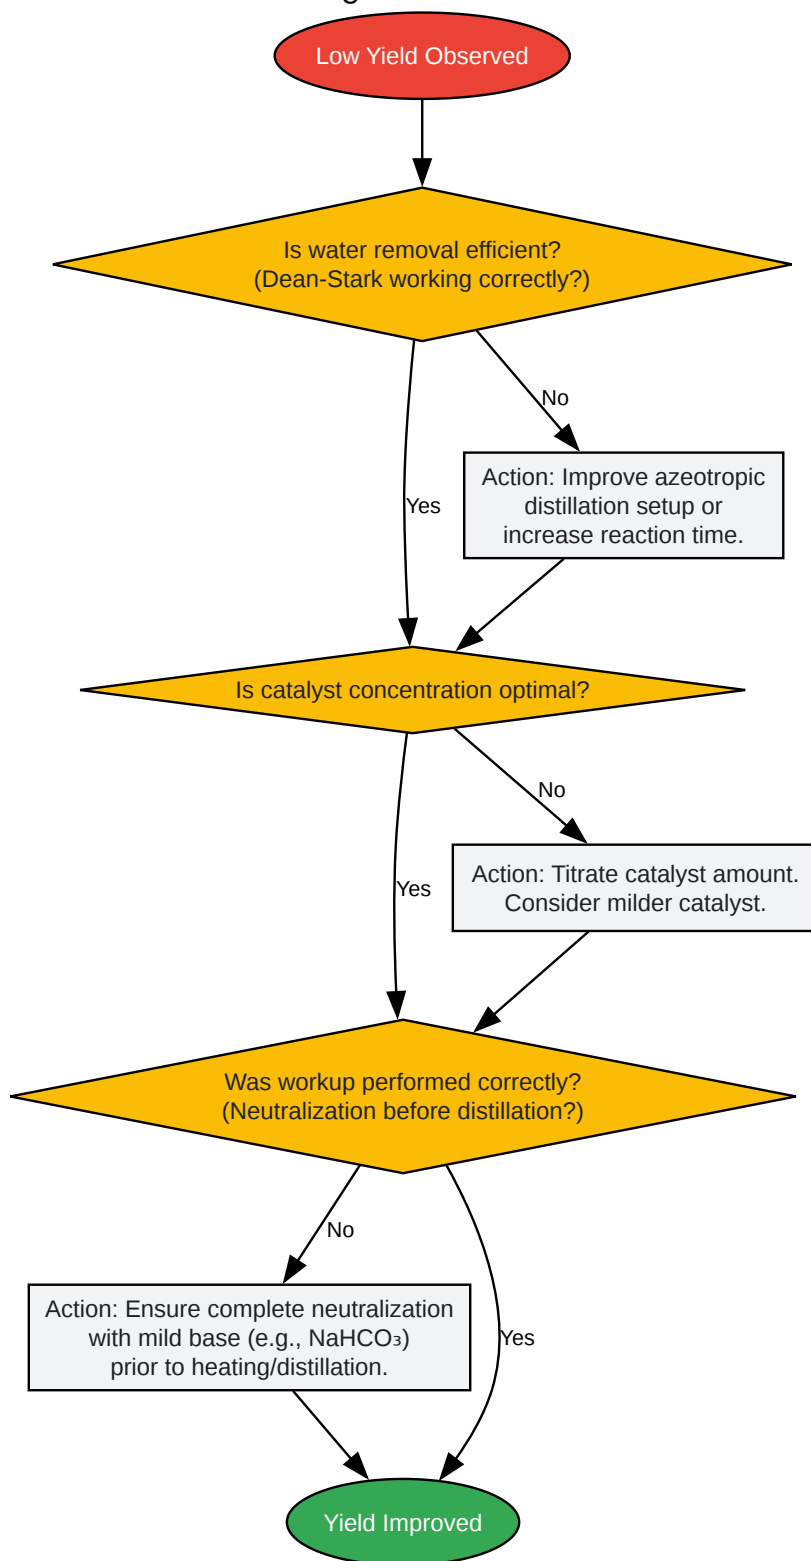 Low Yield Observed
Is water removal efficient?
(Dean-Stark working correctly?)
No
Action: Improve azeotropic
distillation setup or
increase reaction time.
Yes
Is catalyst concentration optimal?
No
Action: Titrate catalyst amount.
Consider milder catalyst.
Yes
Was workup performed correctly?
(Neutralization before distillation?)
No
Action: Ensure complete neutralization
with mild base (e.g., NaHCO₃)
prior to heating/distillation.
Yes
Yield Improved